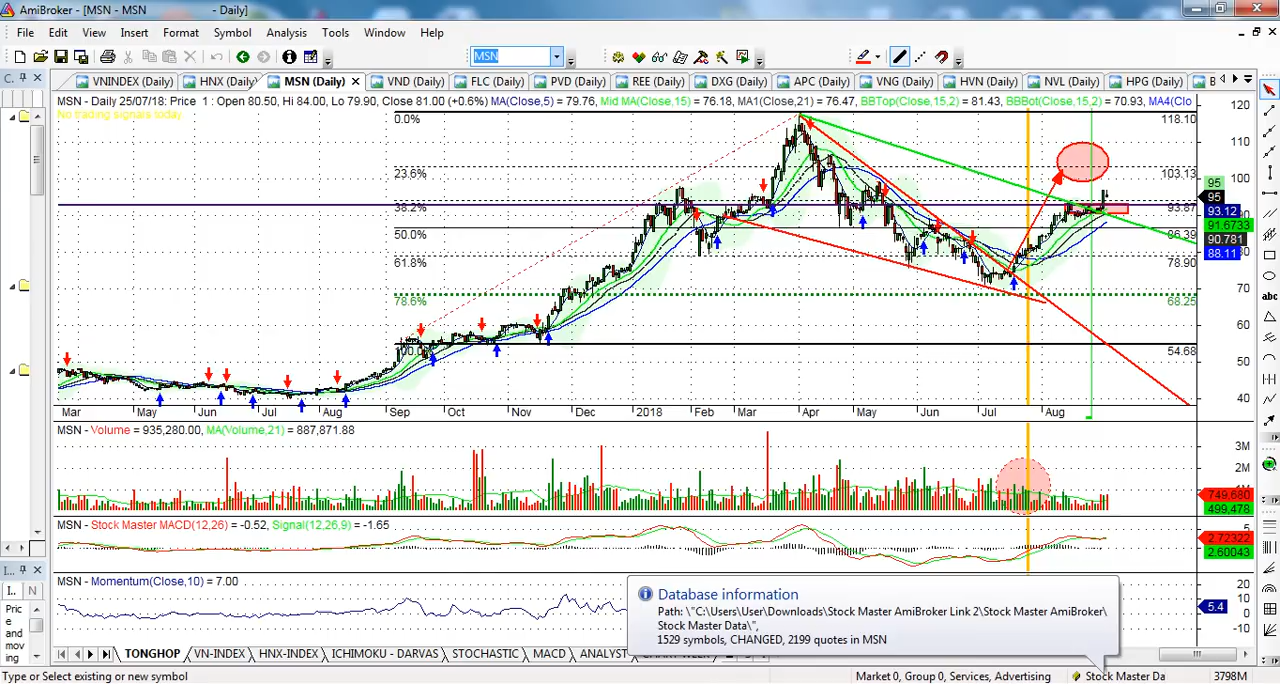 AmiBroker - [MSN - MSN - Daily]
File Edit View Insert Format Symbol Analysis Tools Window Help
MSN
VNINDEX (Daily) HNX (Daily) MSN (Daily) VND (Daily) FLC (Daily) PVD (Daily) REE (Daily) DXG (Daily) APC (Daily) VNG (Daily) HVN (Daily) NVL (Daily) HPG (Daily) B
MSN - Daily 25/07/18: Price 1 : Open 80.50, Hi 84.00, Lo 79.90, Close 81.00 (+0.6%) MA(Close,5) = 79.76, Mid MA(Close,15) = 76.18, MA1(Close,21) = 76.47, BBTop(Close,15,2) = 81.43, BBBot(Close,15,2) = 70.93, MA4(Clo
No trading signals today
120
0.0% 118.10
110
23.6% 103.13
100
95
95
38.2% 93.87
93.12
91.6733
50.0% 86.39
90.781
88.11
61.8% 78.90
70
78.6% 68.25
60
54.68
50
40
Mar May Jun Jul Aug Sep Oct Nov Dec 2018 Feb Mar Apr May Jun Jul Aug
MSN - Volume = 935,280.00, MA(Volume,21) = 887,871.88
3M
2M
749,680
499,478
MSN - Stock Master MACD(12,26) = -0.52, Signal(12,26,9) = -1.65
5
2.72322
2.60043
MSN - Momentum(Close,10) = 7.00
20
10
5.4
0
-10
C.
I..
I.. N
Pric
e
and
mov
ing
Database information
Path: \"C:\Users\User\Downloads\Stock Master AmiBroker Link 2\Stock Master AmiBroker\
Stock Master Data\",
1529 symbols, CHANGED, 2199 quotes in MSN
TONGHOP VN-INDEX HNX-INDEX ICHIMOKU - DARVAS STOCHASTIC MACD ANALYST
Type or Select existing or new symbol Market 0, Group 0, Services, Advertising Stock Master Da 3798M
abc